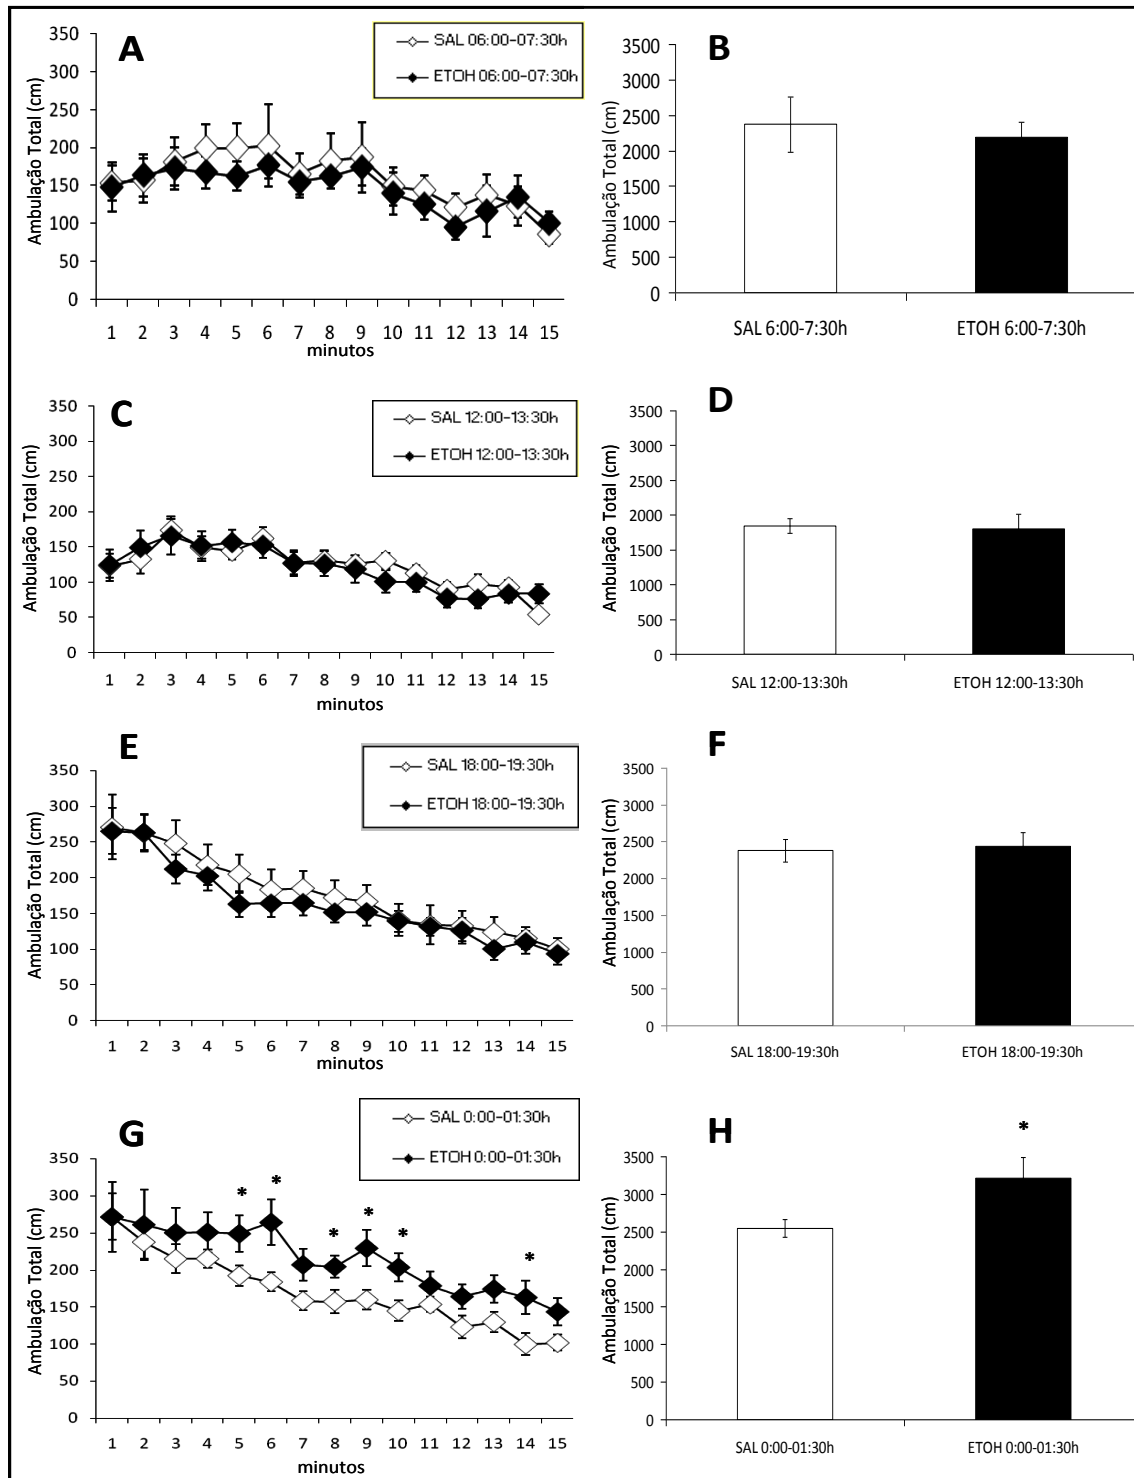 A
SAL 06:00-07:30h
ETOH 06:00-07:30h
Ambulação Total (cm)
350
300
250
200
150
100
50
0
1 2 3 4 5 6 7 8 9 10 11 12 13 14 15
minutos
B
Ambulação Total (cm)
3500
3000
2500
2000
1500
1000
500
0
SAL 6:00-7:30h ETOH 6:00-7:30h
C
SAL 12:00-13:30h
ETOH 12:00-13:30h
Ambulação Total (cm)
350
300
250
200
150
100
50
0
1 2 3 4 5 6 7 8 9 10 11 12 13 14 15
minutos
D
Ambulação Total (cm)
3500
3000
2500
2000
1500
1000
500
0
SAL 12:00-13:30h ETOH 12:00-13:30h
E
SAL 18:00-19:30h
ETOH 18:00-19:30h
Ambulação Total (cm)
350
300
250
200
150
100
50
0
1 2 3 4 5 6 7 8 9 10 11 12 13 14 15
minutos
F
Ambulação Total (cm)
3500
3000
2500
2000
1500
1000
500
0
SAL 18:00-19:30h ETOH 18:00-19:30h
G
SAL 0:00-01:30h
ETOH 0:00-01:30h
Ambulação Total (cm)
350
300
250
200
150
100
50
0
* * * * * *
1 2 3 4 5 6 7 8 9 10 11 12 13 14 15
minutos
H
*
Ambulação Total (cm)
3500
3000
2500
2000
1500
1000
500
0
SAL 0:00-01:30h ETOH 0:00-01:30h